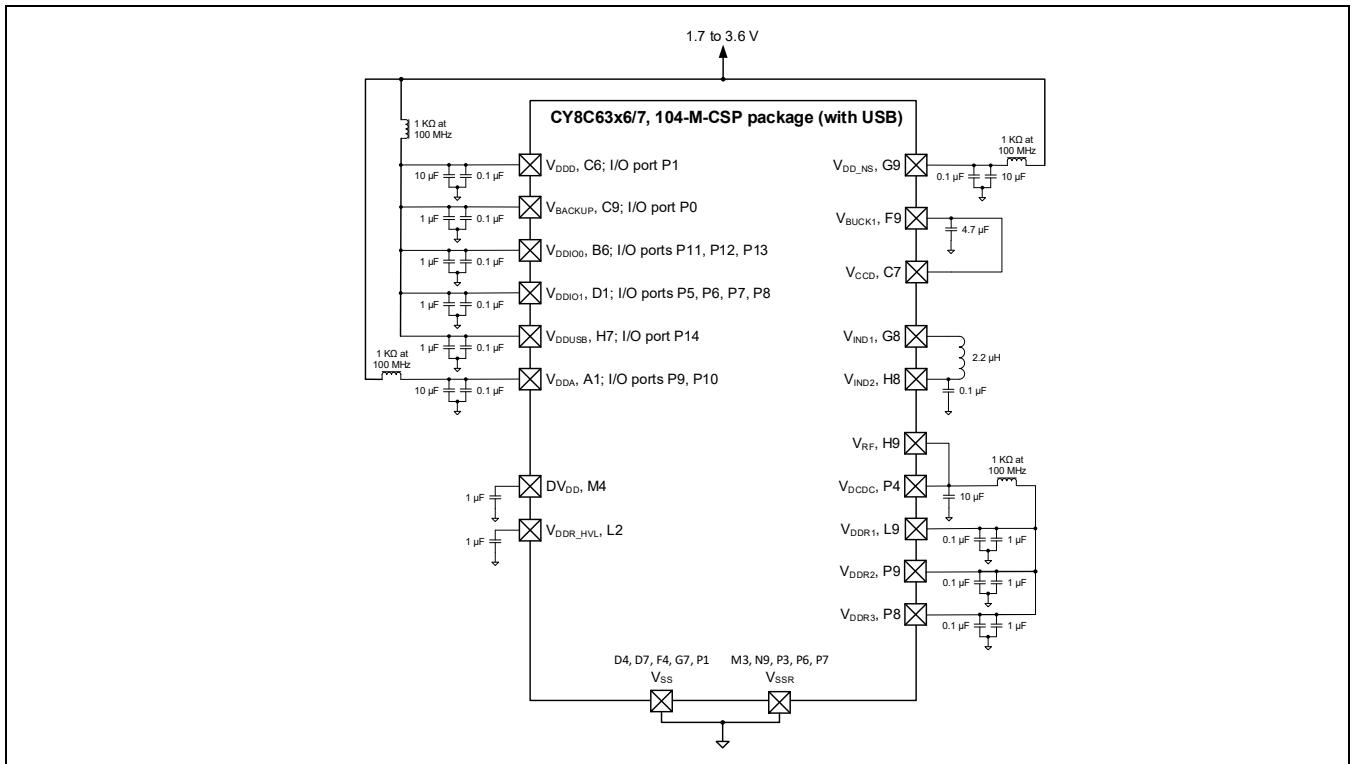 1.7 to 3.6 V
CY8C63x6/7, 104-M-CSP package (with USB)
1 KΩ at
100 MHz
10 µF
0.1 µF
VDDD, C6; I/O port P1
1 µF
0.1 µF
VBACKUP, C9; I/O port P0
1 µF
0.1 µF
VDDIO0, B6; I/O ports P11, P12, P13
1 µF
0.1 µF
VDDIO1, D1; I/O ports P5, P6, P7, P8
1 µF
0.1 µF
VDDUSB, H7; I/O port P14
1 KΩ at
100 MHz
10 µF
0.1 µF
VDDA, A1; I/O ports P9, P10
1 µF
DVDD, M4
1 µF
VDDR_HVL, L2
1 KΩ at
100 MHz
VDD_NS, G9
0.1 µF
10 µF
VBUCK1, F9
4.7 µF
VCCD, C7
VIND1, G8
2.2 µH
VIND2, H8
0.1 µF
VRF, H9
1 KΩ at
100 MHz
VDCDC, P4
10 µF
VDDR1, L9
0.1 µF
1 µF
VDDR2, P9
0.1 µF
1 µF
VDDR3, P8
0.1 µF
1 µF
D4, D7, F4, G7, P1
VSS
M3, N9, P3, P6, P7
VSSR